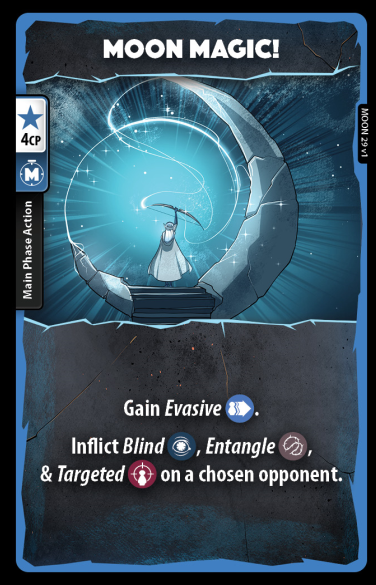 MOON MAGIC!
4CP
M
Main Phase Action
MOON 29 v1
Gain Evasive.
Inflict Blind, Entangle,
& Targeted on a chosen opponent.